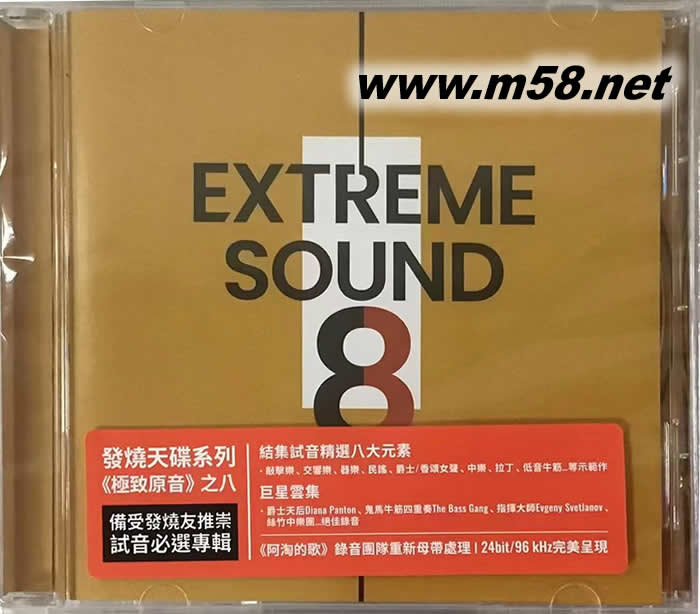 www.m58.net
EXTREME
SOUND
8
發燒天碟系列
《極致原音》之八
備受發燒友推崇
試音必選專輯
結集試音精選八大元素
·敲擊樂、交響樂、器樂、民謠、爵士/香頌女聲、中樂、拉丁、低音牛筋...等示範作
巨星雲集
·爵士天后Diana Panton、鬼馬牛筋四重奏The Bass Gang、指揮大師Evgeny Svetlanov、
絲竹中樂團...絕佳錄音
《阿淘的歌》錄音團隊重新母帶處理 | 24bit/96 kHz完美呈現